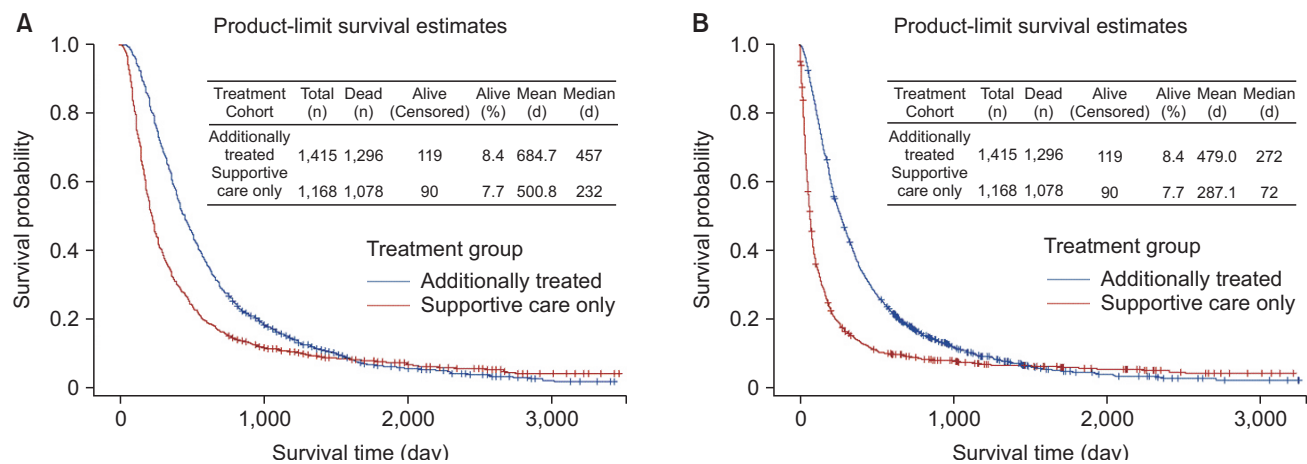 A
Product-limit survival estimates
Survival probability
1.0
0.8
0.6
0.4
0.2
0
Treatment Total Dead Alive Alive Mean Median
Cohort (n) (n) (Censored) (%) (d) (d)
Additionally
treated 1,415 1,296 119 8.4 684.7 457
Supportive
care only 1,168 1,078 90 7.7 500.8 232
Treatment group
Additionally treated
Supportive care only
0 1,000 2,000 3,000
Survival time (day)
B
Product-limit survival estimates
Survival probability
1.0
0.8
0.6
0.4
0.2
0
Treatment Total Dead Alive Alive Mean Median
Cohort (n) (n) (Censored) (%) (d) (d)
Additionally
treated 1,415 1,296 119 8.4 479.0 272
Supportive
care only 1,168 1,078 90 7.7 287.1 72
Treatment group
Additionally treated
Supportive care only
0 1,000 2,000 3,000
Survival time (day)